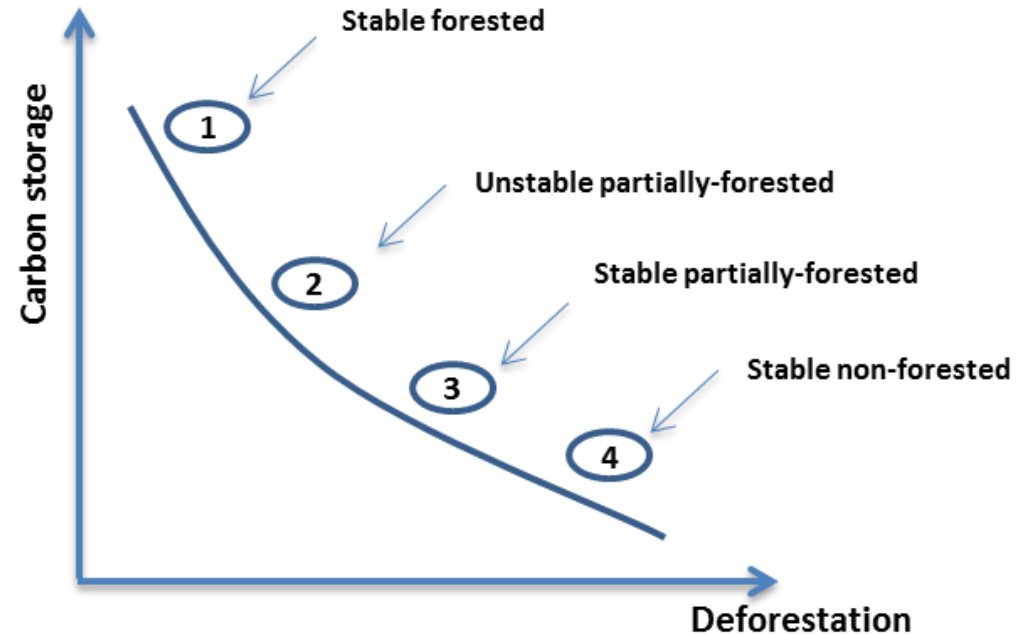 Stable forested
Carbon storage
1
Unstable partially-forested
2
Stable partially-forested
3
Stable non-forested
4
Deforestation